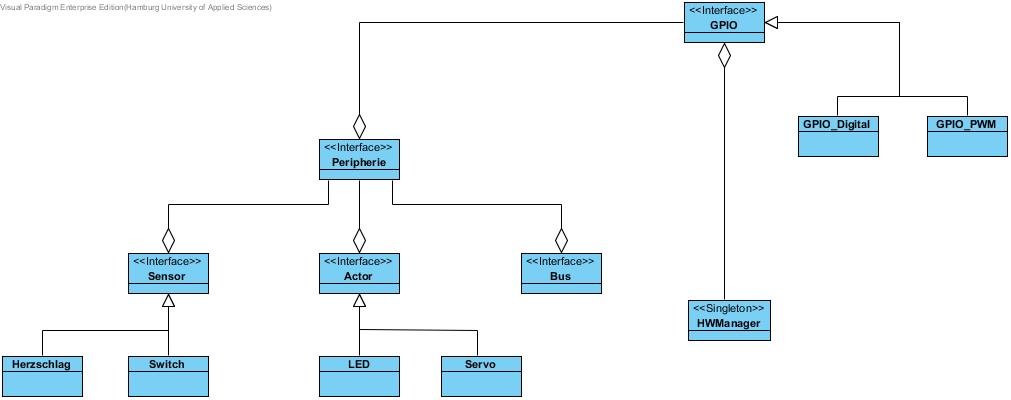 Visual Paradigm Enterprise Edition(Hamburg University of Applied Sciences)
<<Interface>>
GPIO
GPIO_Digital
GPIO_PWM
<<Interface>>
Peripherie
<<Interface>>
Sensor
<<Interface>>
Actor
<<Interface>>
Bus
<<Singleton>>
HWManager
Herzschlag
Switch
LED
Servo